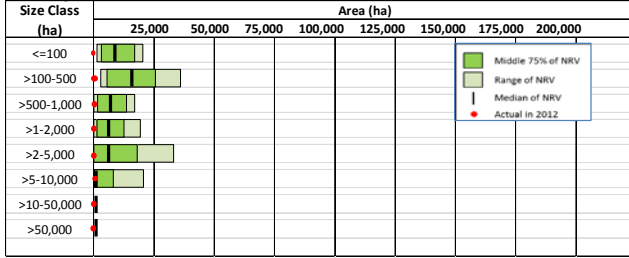 Size Class (ha)
Area (ha)
25,000 50,000 75,000 100,000 125,000 150,000 175,000 200,000
<=100
>100-500
>500-1,000
>1-2,000
>2-5,000
>5-10,000
>10-50,000
>50,000
Middle 75% of NRV
Range of NRV
Median of NRV
Actual in 2012